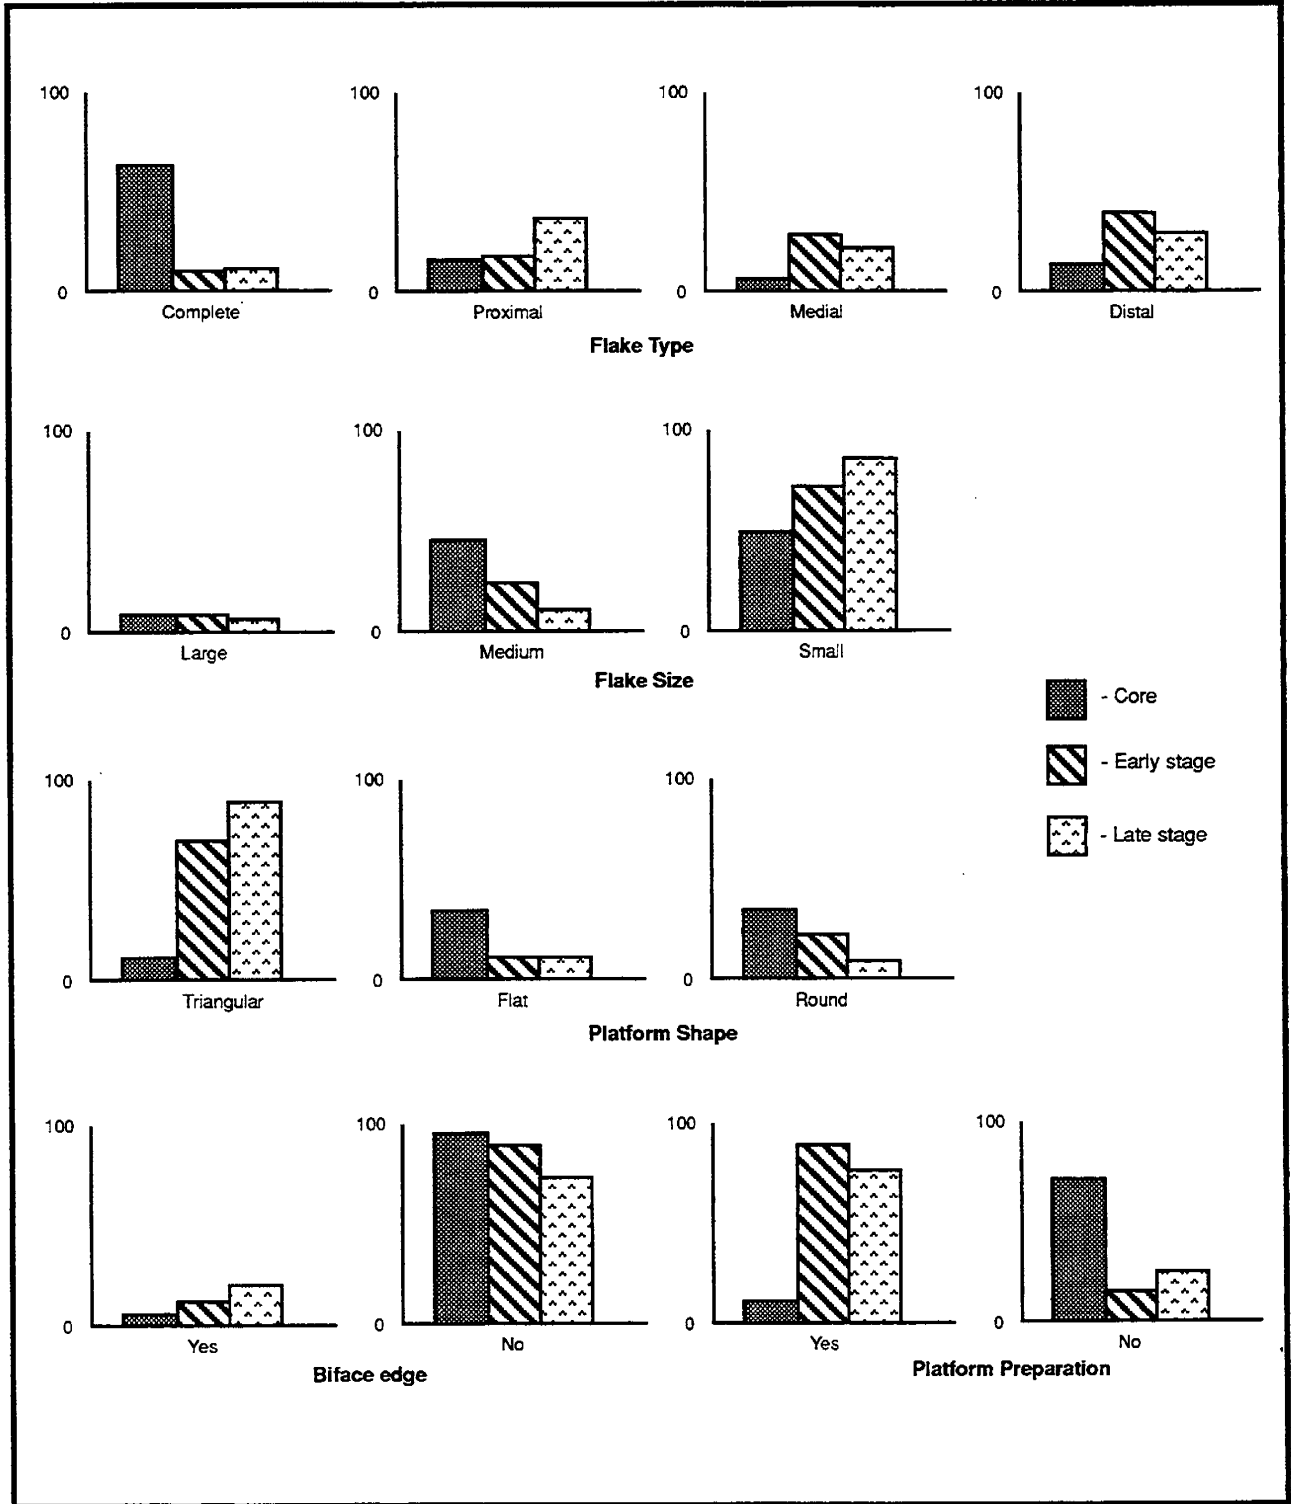 100 100 100 100
0 0 0 0
Complete Proximal Medial Distal
Flake Type
100 100 100
0 0 0
Large Medium Small
Flake Size
- Core
- Early stage
- Late stage
100 100 100
0 0 0
Triangular Flat Round
Platform Shape
100 100 100 100
0 0 0 0
Yes No Yes No
Biface edge Platform Preparation